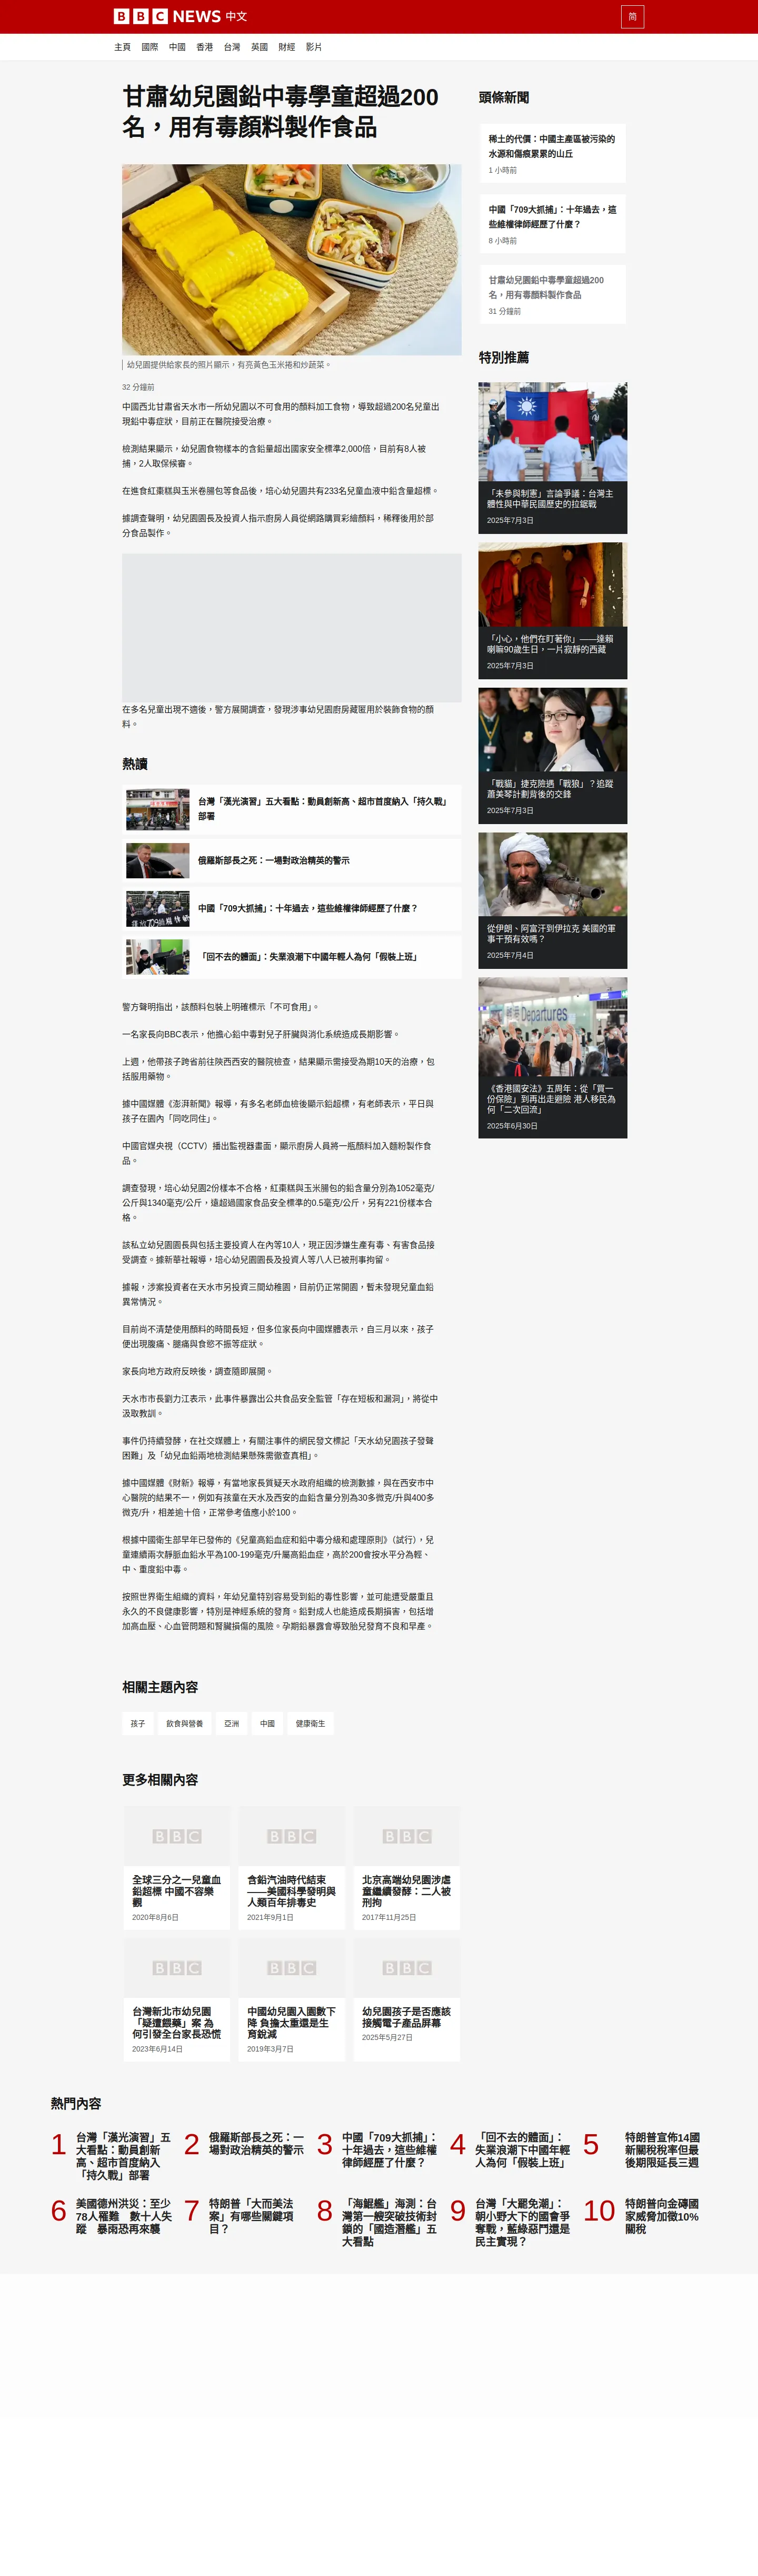 BBC NEWS 中文
简
主頁 國際 中國 香港 台灣 英國 財經 影片
甘肅幼兒園鉛中毒學童超過200
名，用有毒顏料製作食品
幼兒園提供給家長的照片顯示，有亮黃色玉米捲和炒蔬菜。
32 分鐘前
中國西北甘肅省天水市一所幼兒園以不可食用的顏料加工食物，導致超過200名兒童出
現鉛中毒症狀，目前正在醫院接受治療。
檢測結果顯示，幼兒園食物樣本的含鉛量超出國家安全標準2,000倍，目前有8人被
捕，2人取保候審。
在進食紅棗糕與玉米卷腸包等食品後，培心幼兒園共有233名兒童血液中鉛含量超標。
據調查聲明，幼兒園園長及投資人指示廚房人員從網路購買彩繪顏料，稀釋後用於部
分食品製作。
在多名兒童出現不適後，警方展開調查，發現涉事幼兒園廚房藏匿用於裝飾食物的顏
料。
熱讀
台灣「漢光演習」五大看點：動員創新高、超市首度納入「持久戰」
部署
俄羅斯部長之死：一場對政治精英的警示
中國「709大抓捕」：十年過去，這些維權律師經歷了什麼？
「回不去的體面」：失業浪潮下中國年輕人為何「假裝上班」
警方聲明指出，該顏料包裝上明確標示「不可食用」。
一名家長向BBC表示，他擔心鉛中毒對兒子肝臟與消化系統造成長期影響。
上週，他帶孩子跨省前往陝西西安的醫院檢查，結果顯示需接受為期10天的治療，包
括服用藥物。
據中國媒體《澎湃新聞》報導，有多名老師血檢後顯示鉛超標，有老師表示，平日與
孩子在園內「同吃同住」。
中國官媒央視（CCTV）播出監視器畫面，顯示廚房人員將一瓶顏料加入麵粉製作食
品。
調查發現，培心幼兒園2份樣本不合格，紅棗糕與玉米腸包的鉛含量分別為1052毫克/
公斤與1340毫克/公斤，遠超過國家食品安全標準的0.5毫克/公斤，另有221份樣本合
格。
該私立幼兒園園長與包括主要投資人在內等10人，現正因涉嫌生產有毒、有害食品接
受調查。據新華社報導，培心幼兒園園長及投資人等八人已被刑事拘留。
據報，涉案投資者在天水市另投資三間幼稚園，目前仍正常開園，暫未發現兒童血鉛
異常情況。
目前尚不清楚使用顏料的時間長短，但多位家長向中國媒體表示，自三月以來，孩子
便出現腹痛、腿痛與食慾不振等症狀。
家長向地方政府反映後，調查隨即展開。
天水市市長劉力江表示，此事件暴露出公共食品安全監管「存在短板和漏洞」，將從中
汲取教訓。
事件仍持續發酵，在社交媒體上，有關注事件的網民發文標記「天水幼兒園孩子發聲
困難」及「幼兒血鉛兩地檢測結果懸殊需徹查真相」。
據中國媒體《財新》報導，有當地家長質疑天水政府組織的檢測數據，與在西安市中
心醫院的結果不一，例如有孩童在天水及西安的血鉛含量分別為30多微克/升與400多
微克/升，相差逾十倍，正常參考值應小於100。
根據中國衛生部早年已發佈的《兒童高鉛血症和鉛中毒分級和處理原則》（試行），兒
童連續兩次靜脈血鉛水平為100-199毫克/升屬高鉛血症，高於200會按水平分為輕、
中、重度鉛中毒。
按照世界衛生組織的資料，年幼兒童特別容易受到鉛的毒性影響，並可能遭受嚴重且
永久的不良健康影響，特別是神經系統的發育。鉛對成人也能造成長期損害，包括增
加高血壓、心血管問題和腎臟損傷的風險。孕期鉛暴露會導致胎兒發育不良和早產。
相關主題內容
孩子 飲食與營養 亞洲 中國 健康衛生
更多相關內容
BBC
全球三分之一兒童血
鉛超標 中國不容樂
觀
2020年8月6日
BBC
含鉛汽油時代結束
——美國科學發明與
人類百年排毒史
2021年9月1日
BBC
北京高端幼兒園涉虐
童繼續發酵：二人被
刑拘
2017年11月25日
BBC
台灣新北市幼兒園
「疑遭餵藥」案 為
何引發全台家長恐慌
2023年6月14日
BBC
中國幼兒園入園數下
降 負擔太重還是生
育銳減
2019年3月7日
BBC
幼兒園孩子是否應該
接觸電子產品屏幕
2025年5月27日
頭條新聞
稀土的代價：中國主產區被污染的
水源和傷痕累累的山丘
1 小時前
中國「709大抓捕」：十年過去，這
些維權律師經歷了什麼？
8 小時前
甘肅幼兒園鉛中毒學童超過200
名，用有毒顏料製作食品
31 分鐘前
特別推薦
「未參與制憲」言論爭議：台灣主
體性與中華民國歷史的拉鋸戰
2025年7月3日
「小心，他們在盯著你」——達賴
喇嘛90歲生日，一片寂靜的西藏
2025年7月3日
「戰貓」捷克險遇「戰狼」？追蹤
蕭美琴計劃背後的交鋒
2025年7月3日
從伊朗、阿富汗到伊拉克 美國的軍
事干預有效嗎？
2025年7月4日
Departures
《香港國安法》五周年：從「買一
份保險」到再出走避險 港人移民為
何「二次回流」
2025年6月30日
熱門內容
1 台灣「漢光演習」五
大看點：動員創新
高、超市首度納入
「持久戰」部署
2 俄羅斯部長之死：一
場對政治精英的警示
3 中國「709大抓捕」：
十年過去，這些維權
律師經歷了什麼？
4 「回不去的體面」：
失業浪潮下中國年輕
人為何「假裝上班」
5 特朗普宣佈14國
新關稅稅率但最
後期限延長三週
6 美國德州洪災：至少
78人罹難　數十人失
蹤　暴雨恐再來襲
7 特朗普「大而美法
案」有哪些關鍵項
目？
8 「海鯤艦」海測：台
灣第一艘突破技術封
鎖的「國造潛艦」五
大看點
9 台灣「大罷免潮」：
朝小野大下的國會爭
奪戰，藍綠惡鬥還是
民主實現？
10 特朗普向金磚國
家威脅加徵10%
關稅